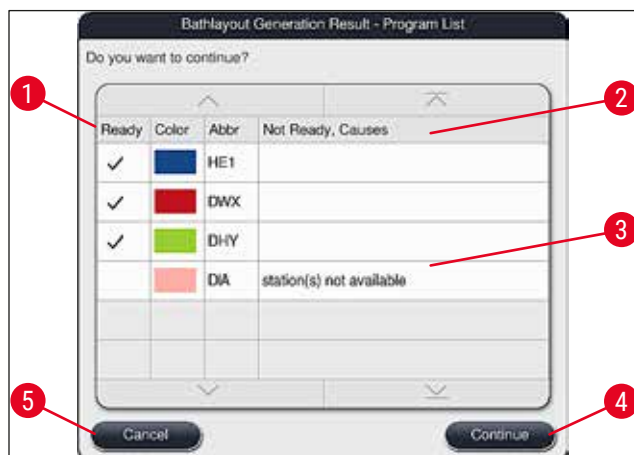 Bathlayout Generation Result - Program List
Do you want to continue?
1
2
Ready Color Abbr Not Ready, Causes
HE1
DWX
DHY
3
DIA station(s) not available
5
4
Cancel Continue